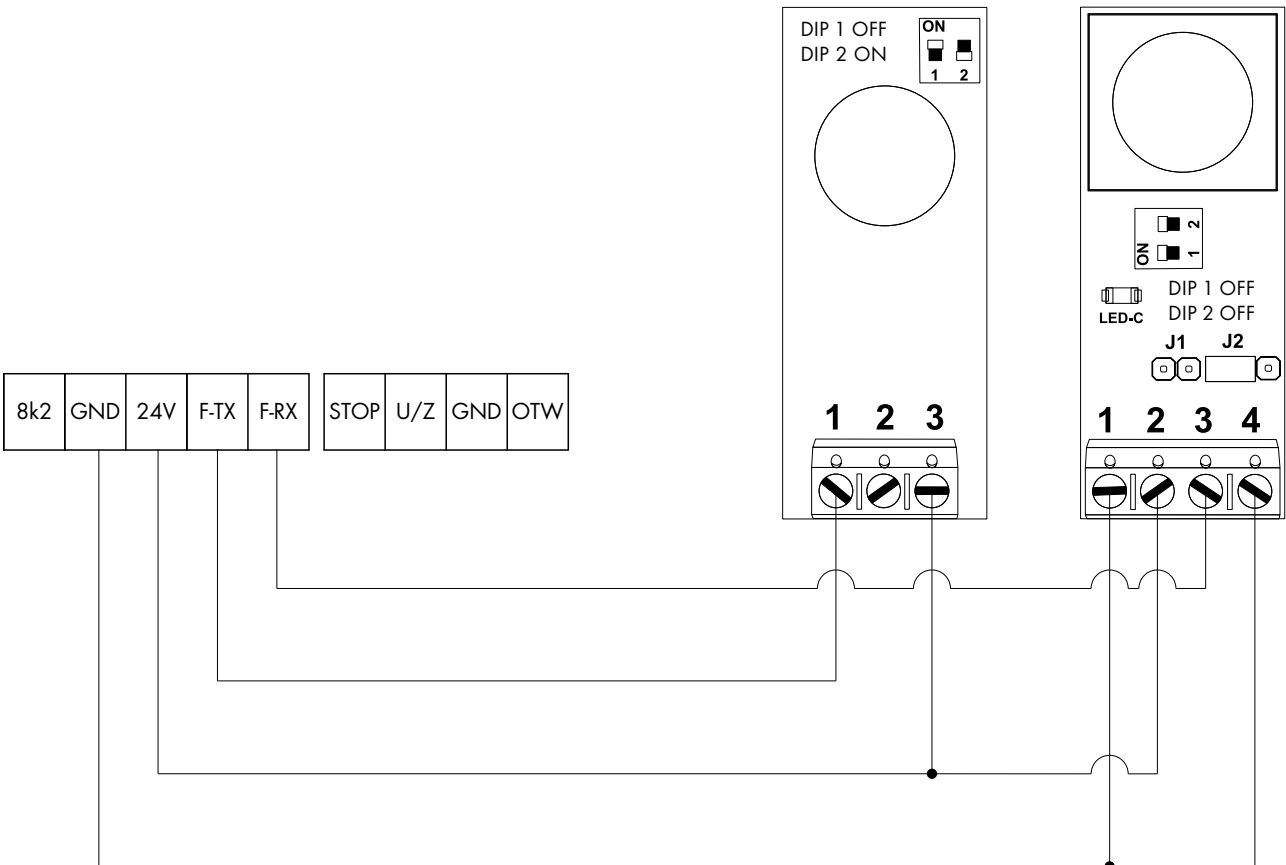 DIP 1 OFF
DIP 2 ON
ON
1 2
1 2 3
2
ON 1
DIP 1 OFF
DIP 2 OFF
LED-C
J1 J2
1 2 3 4
8k2 GND 24V F-TX F-RX STOP U/Z GND OTW